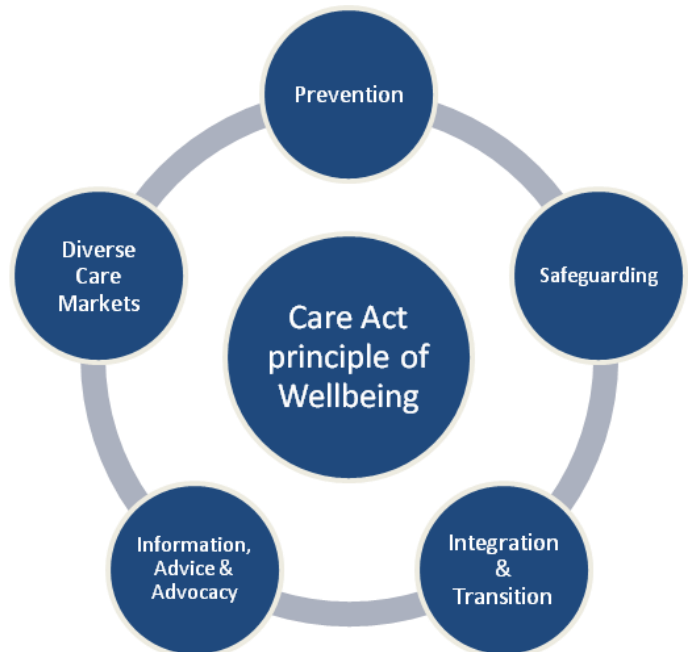 Prevention
Safeguarding
Integration
&
Transition
Information,
Advice &
Advocacy
Diverse
Care
Markets
Care Act
principle of
Wellbeing